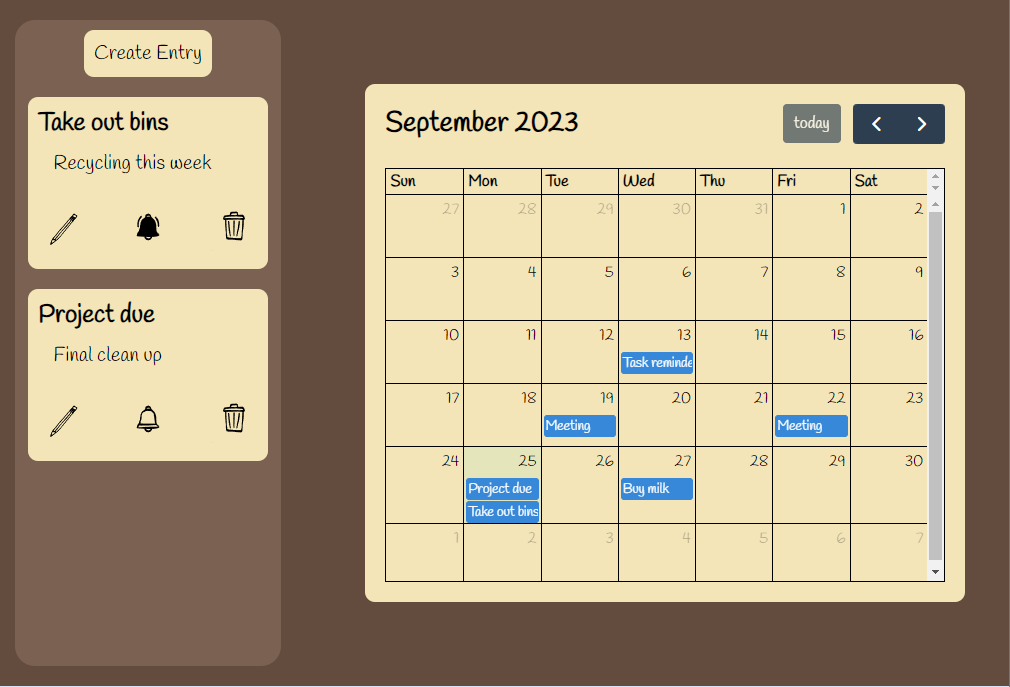 Create Entry
Take out bins
Recycling this week
Project due
Final clean up
September 2023
today
Sun Mon Tue Wed Thu Fri Sat
27 28 29 30 31 1 2
3 4 5 6 7 8 9
10 11 12 13 14 15 16
Task reminde
17 18 19 20 21 22 23
Meeting Meeting
24 25 26 27 28 29 30
Project due Buy milk
Take out bins
1 2 3 4 5 6 7